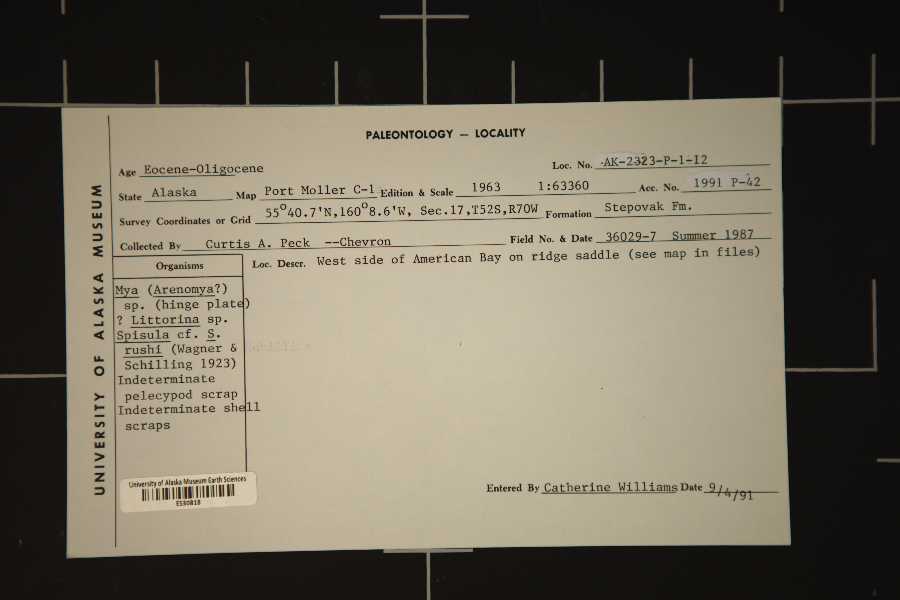 PALEONTOLOGY — LOCALITY
Age Eocene-Oligocene Loc. No. AK-2323-P-1-12
State Alaska Map Port Moller C-1 Edition & Scale 1963 1:63360 Acc. No. 1991 P-42
Survey Coordinates or Grid 55°40.7'N,160°8.6'W, Sec.17,T52S,R70W Formation Stepovak Fm.
Collected By Curtis A. Peck --Chevron Field No. & Date 36029-7 Summer 1987
Organisms
Loc. Descr. West side of American Bay on ridge saddle (see map in files)
Mya (Arenomya?)
sp. (hinge plate)
? Littorina sp.
Spisula cf. S.
rushi (Wagner &
Schilling 1923)
Indeterminate
pelecypod scrap
Indeterminate shell
scraps
UNIVERSITY OF ALASKA MUSEUM
University of Alaska Museum Earth Sciences
ES30818
Entered By Catherine Williams Date 9/4/91